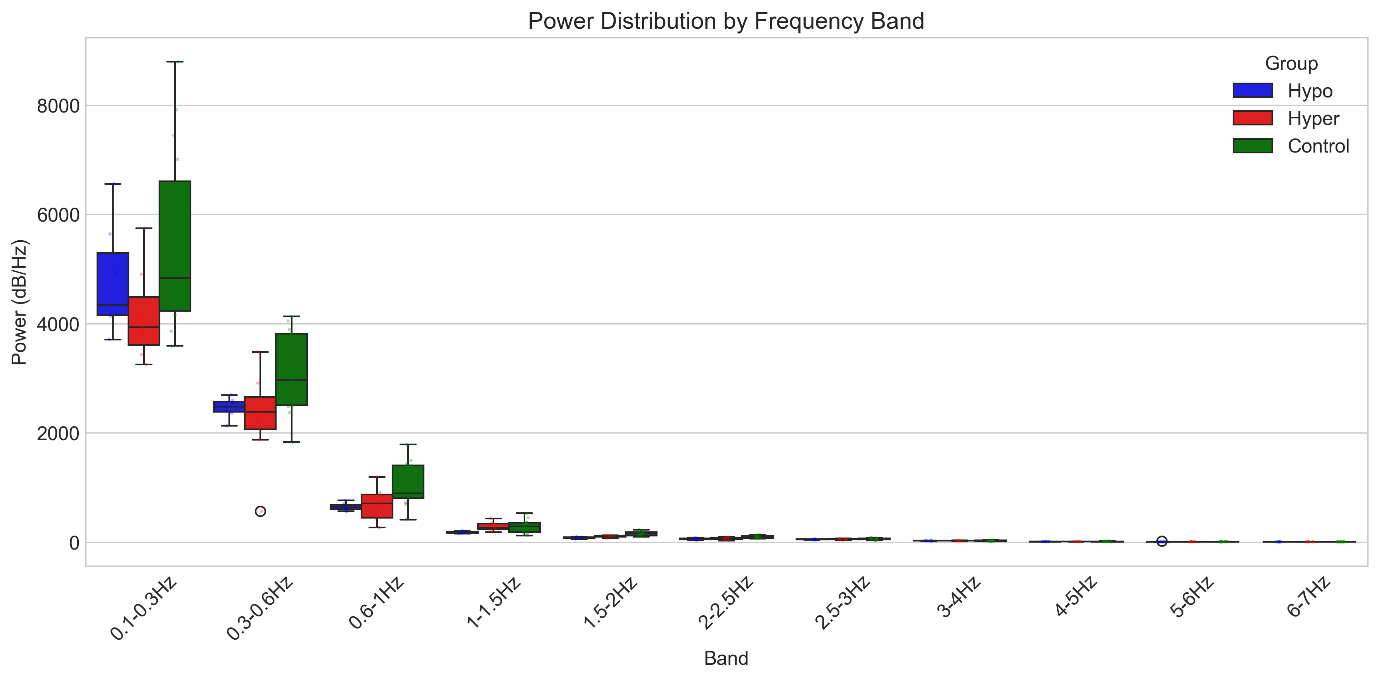 Power Distribution by Frequency Band
Group
Hypo
Hyper
Control
Power (dB/Hz)
8000
6000
4000
2000
0
0.1-0.3Hz
0.3-0.6Hz
0.6-1Hz
1-1.5Hz
1.5-2Hz
2-2.5Hz
2.5-3Hz
3-4Hz
4-5Hz
5-6Hz
6-7Hz
Band